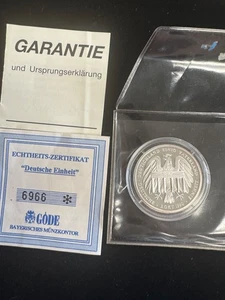 GARANTIE
und Ursprungserklärung
ECHTHEITS-ZERTIFIKAT
"Deutsche Einheit"
6966
GÖDE
BAYERISCHES MÜNZKONTOR